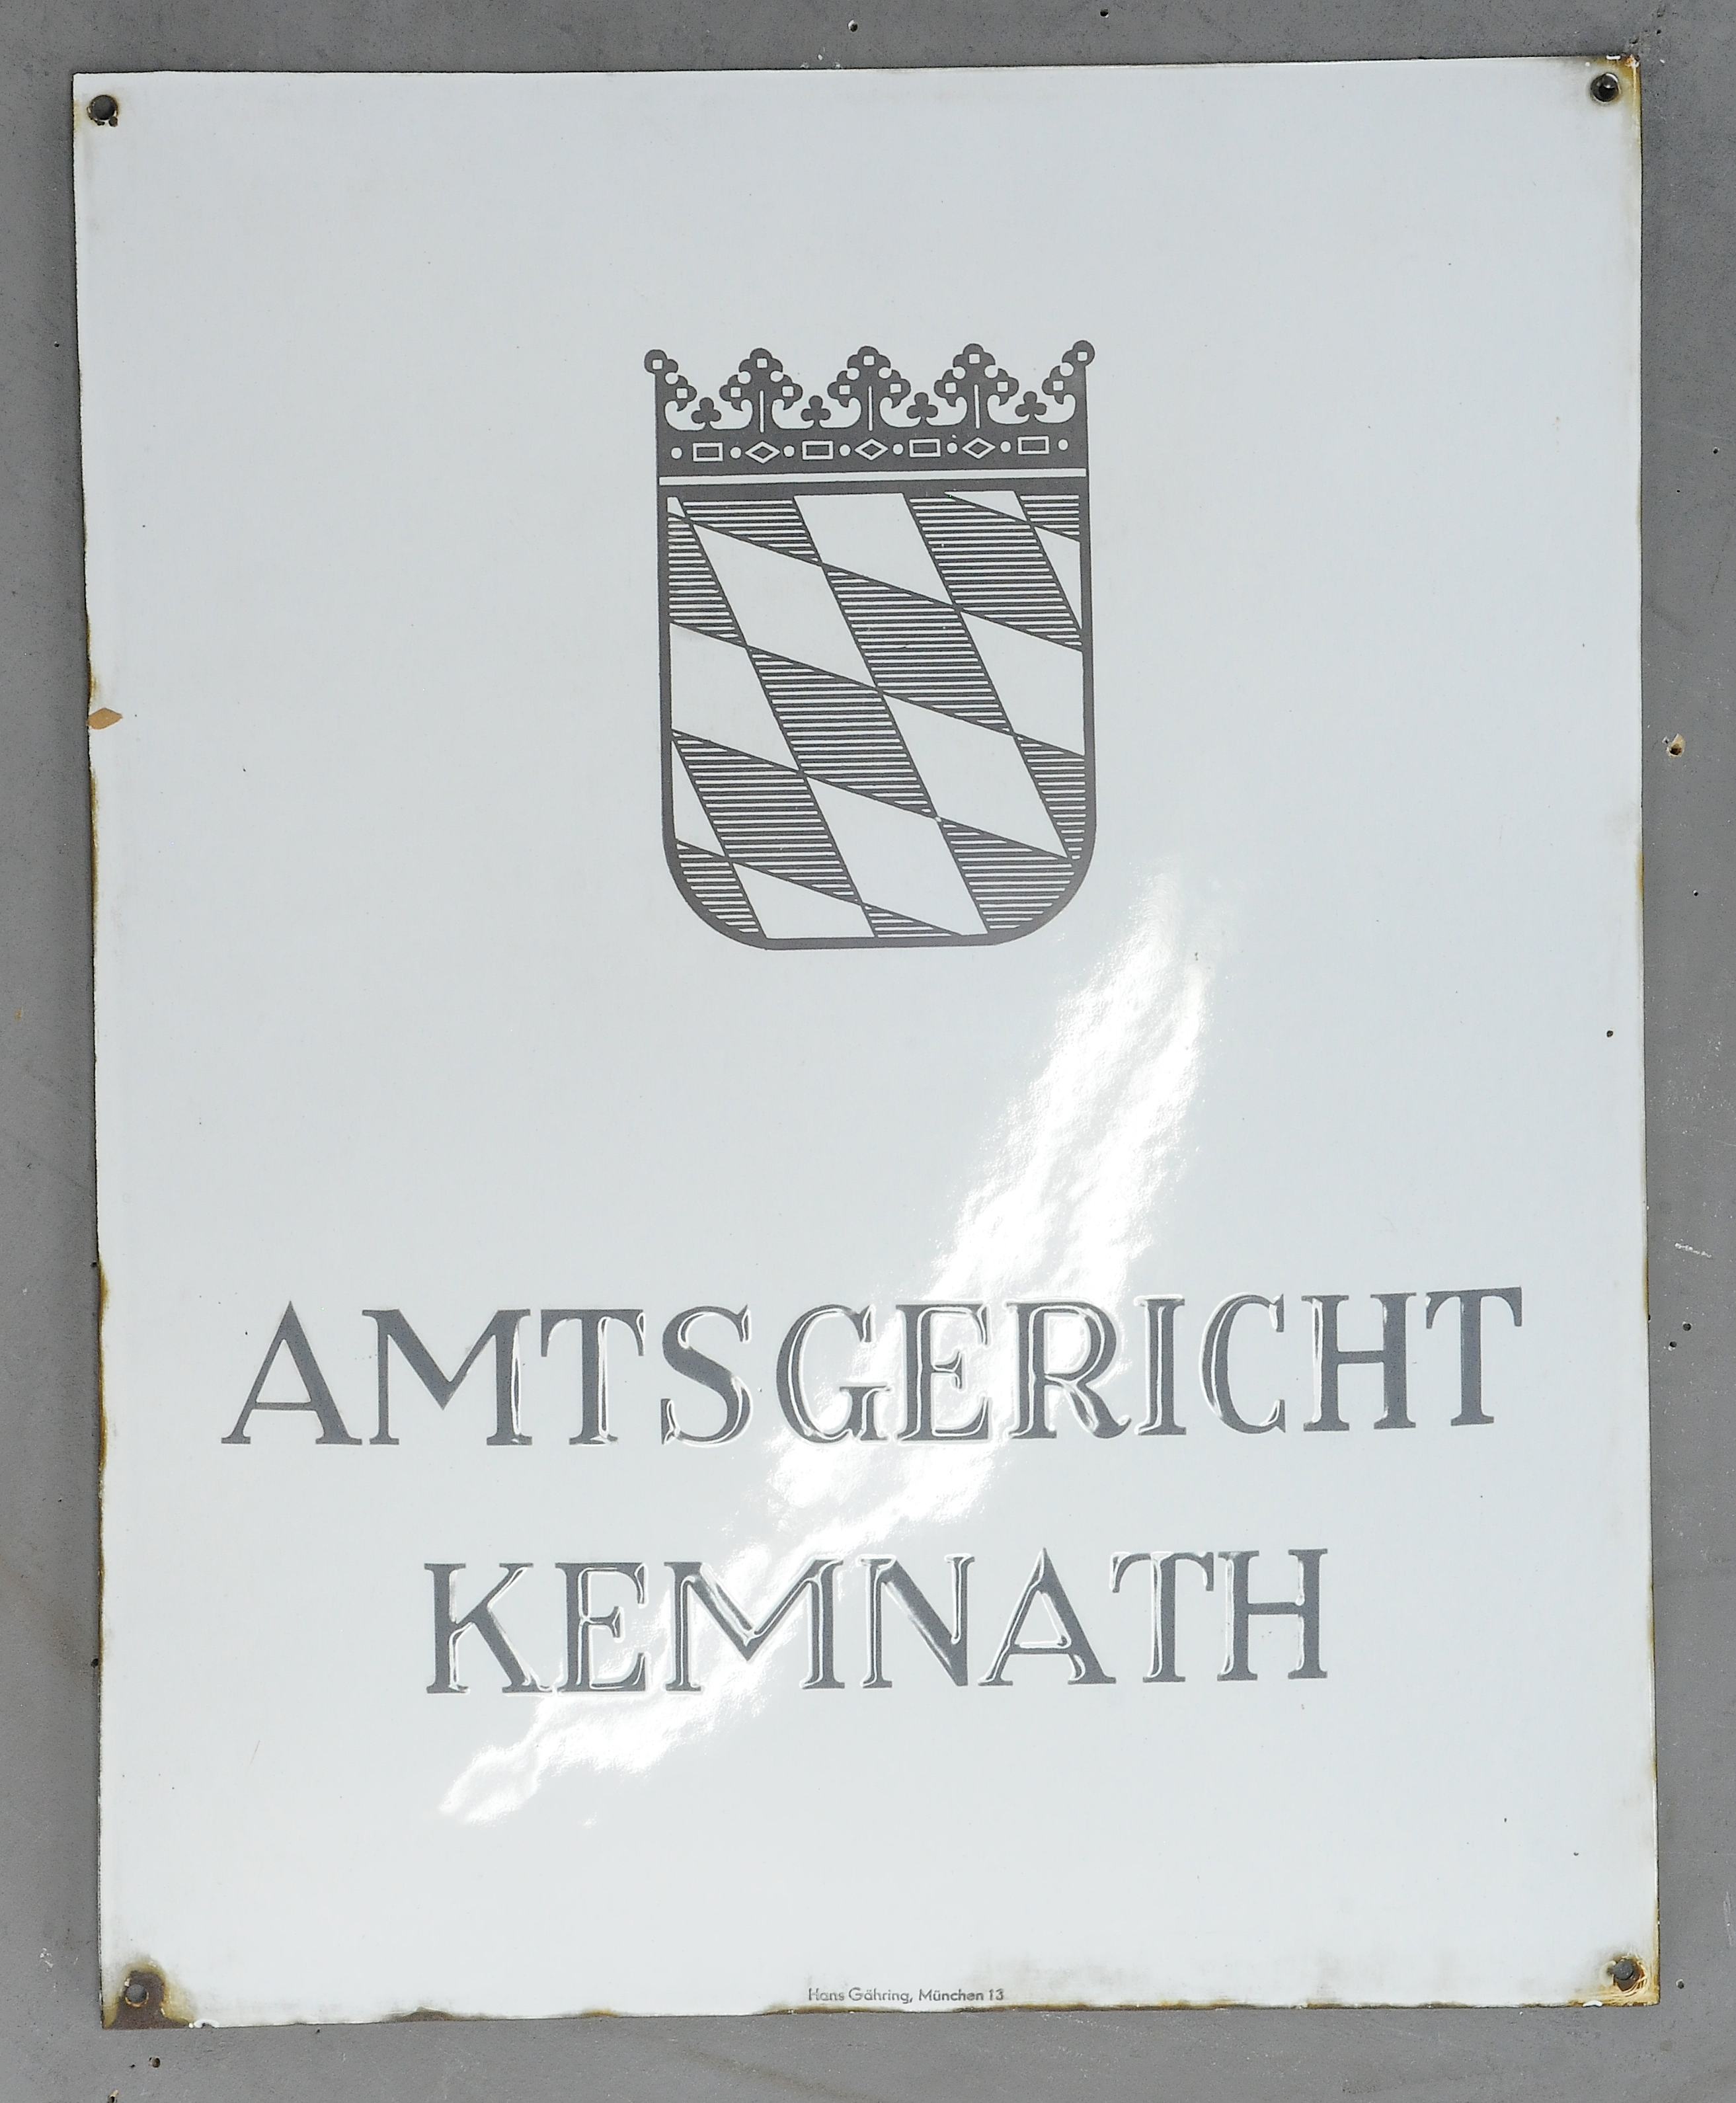 AMTSGERICHT
KEMNATH
Hans Gähring, München 13